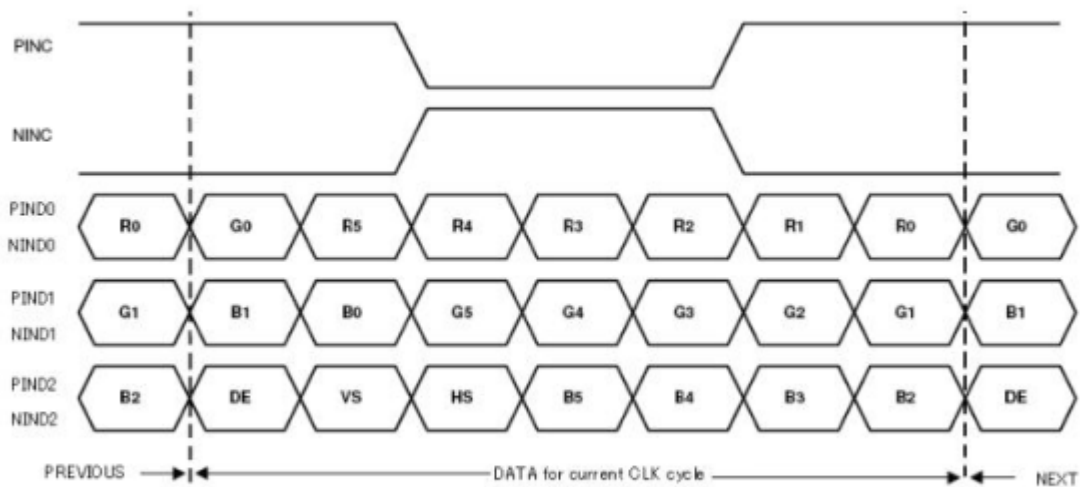 PINC
NINC
PIND0
R0 G0 R5 R4 R3 R2 R1 R0 G0
NIND0
PIND1
G1 B1 B0 G5 G4 G3 G2 G1 B1
NIND1
PIND2
B2 DE VS HS B5 B4 B3 B2 DE
NIND2
PREVIOUS DATA for current CLK cycle NEXT